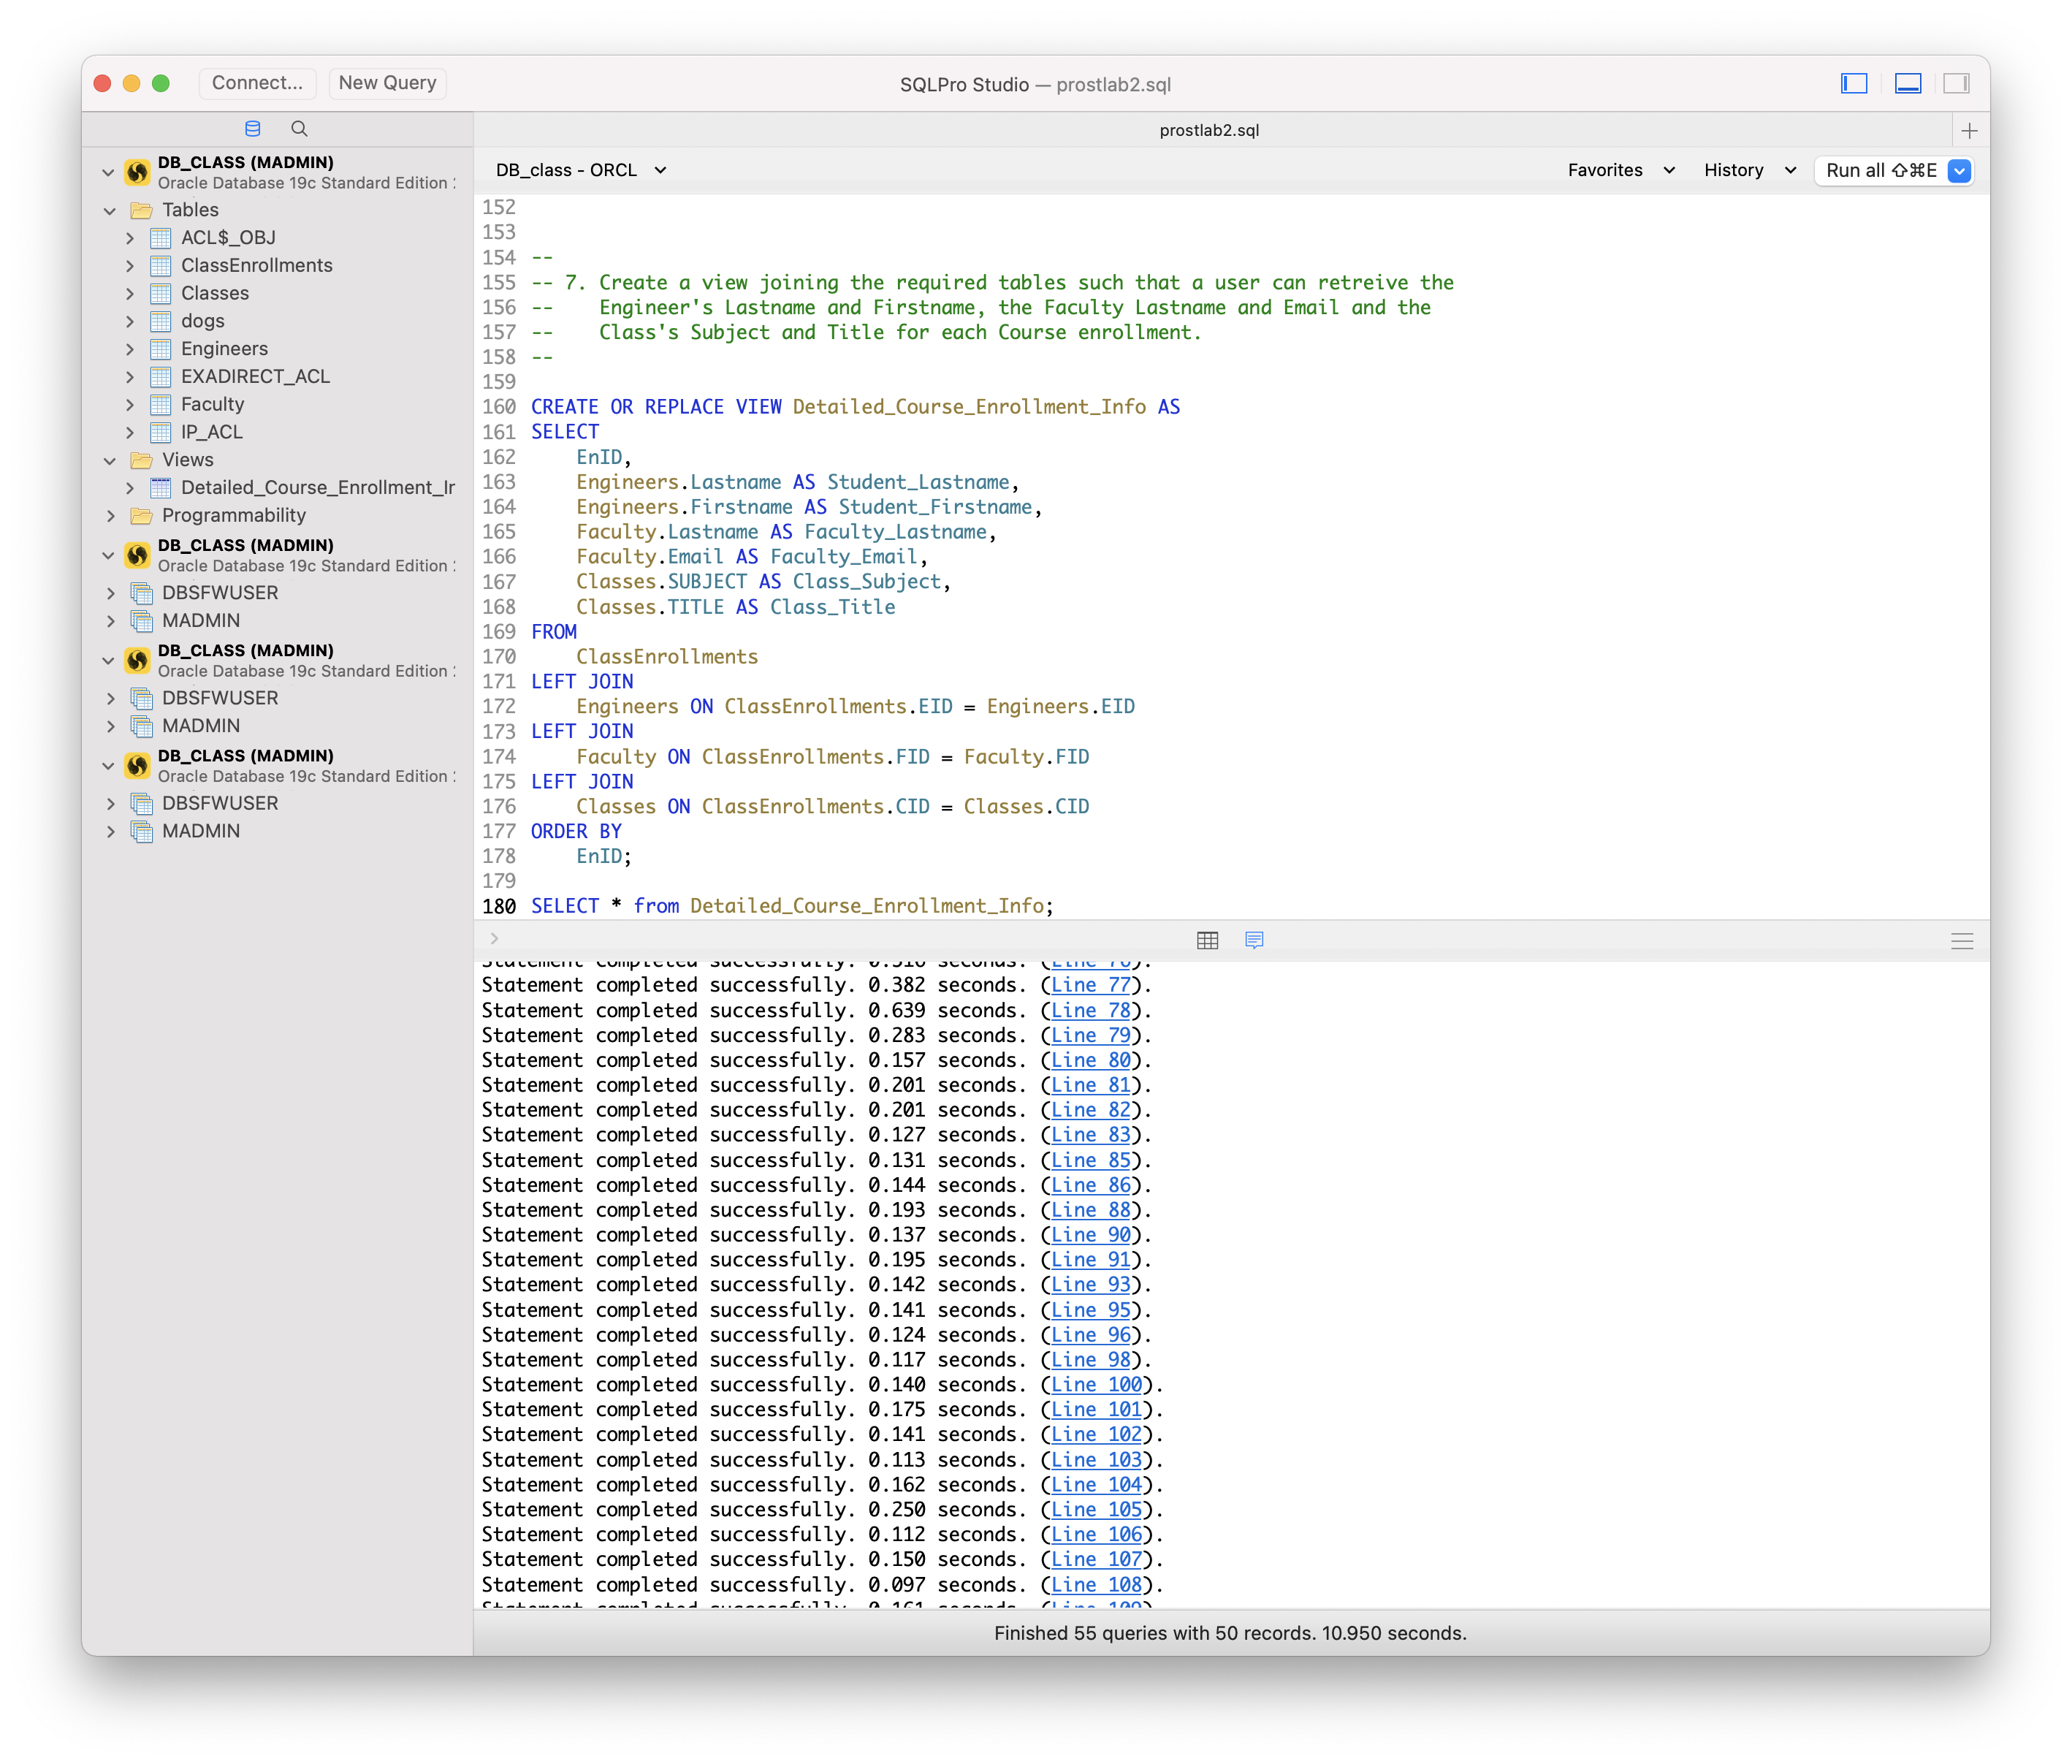 Connect...
New Query
SQLPro Studio — prostlab2.sql
prostlab2.sql
DB_CLASS (MADMIN)
Oracle Database 19c Standard Edition
Tables
ACL$_OBJ
ClassEnrollments
Classes
dogs
Engineers
EXADIRECT_ACL
Faculty
IP_ACL
Views
Detailed_Course_Enrollment_Ir
Programmability
DB_CLASS (MADMIN)
Oracle Database 19c Standard Edition
DBSFWUSER
MADMIN
DB_CLASS (MADMIN)
Oracle Database 19c Standard Edition
DBSFWUSER
MADMIN
DB_CLASS (MADMIN)
Oracle Database 19c Standard Edition
DBSFWUSER
MADMIN
DB_class - ORCL
Favorites
History
Run all ⇧⌘E
152
153
154 --
155 -- 7. Create a view joining the required tables such that a user can retreive the
156 --    Engineer's Lastname and Firstname, the Faculty Lastname and Email and the
157 --    Class's Subject and Title for each Course enrollment.
158 --
159
160 CREATE OR REPLACE VIEW Detailed_Course_Enrollment_Info AS
161 SELECT
162     EnID,
163     Engineers.Lastname AS Student_Lastname,
164     Engineers.Firstname AS Student_Firstname,
165     Faculty.Lastname AS Faculty_Lastname,
166     Faculty.Email AS Faculty_Email,
167     Classes.SUBJECT AS Class_Subject,
168     Classes.TITLE AS Class_Title
169 FROM
170     ClassEnrollments
171 LEFT JOIN
172     Engineers ON ClassEnrollments.EID = Engineers.EID
173 LEFT JOIN
174     Faculty ON ClassEnrollments.FID = Faculty.FID
175 LEFT JOIN
176     Classes ON ClassEnrollments.CID = Classes.CID
177 ORDER BY
178     EnID;
179
180 SELECT * from Detailed_Course_Enrollment_Info;
Statement completed successfully. seconds. (Line 76).
Statement completed successfully. 0.382 seconds. (Line 77).
Statement completed successfully. 0.639 seconds. (Line 78).
Statement completed successfully. 0.283 seconds. (Line 79).
Statement completed successfully. 0.157 seconds. (Line 80).
Statement completed successfully. 0.201 seconds. (Line 81).
Statement completed successfully. 0.201 seconds. (Line 82).
Statement completed successfully. 0.127 seconds. (Line 83).
Statement completed successfully. 0.131 seconds. (Line 85).
Statement completed successfully. 0.144 seconds. (Line 86).
Statement completed successfully. 0.193 seconds. (Line 88).
Statement completed successfully. 0.137 seconds. (Line 90).
Statement completed successfully. 0.195 seconds. (Line 91).
Statement completed successfully. 0.142 seconds. (Line 93).
Statement completed successfully. 0.141 seconds. (Line 95).
Statement completed successfully. 0.124 seconds. (Line 96).
Statement completed successfully. 0.117 seconds. (Line 98).
Statement completed successfully. 0.140 seconds. (Line 100).
Statement completed successfully. 0.175 seconds. (Line 101).
Statement completed successfully. 0.141 seconds. (Line 102).
Statement completed successfully. 0.113 seconds. (Line 103).
Statement completed successfully. 0.162 seconds. (Line 104).
Statement completed successfully. 0.250 seconds. (Line 105).
Statement completed successfully. 0.112 seconds. (Line 106).
Statement completed successfully. 0.150 seconds. (Line 107).
Statement completed successfully. 0.097 seconds. (Line 108).
Statement completed successfully. 0.161 seconds. (Line 109)
Finished 55 queries with 50 records. 10.950 seconds.